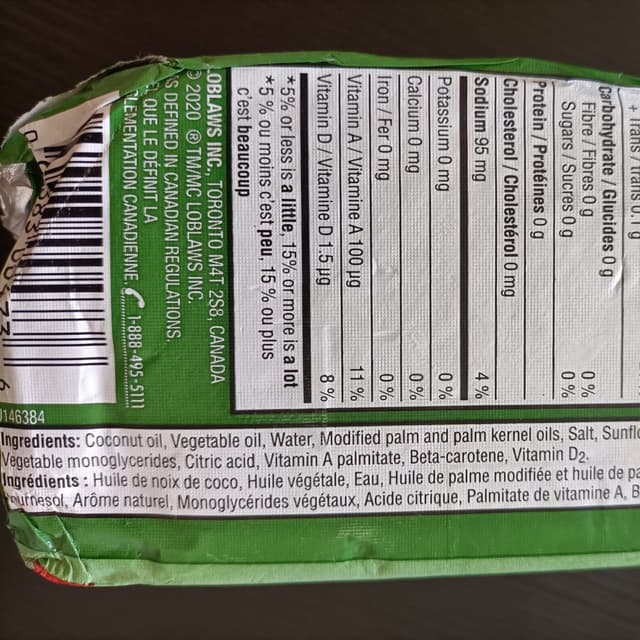 Carbohydrate / Glucides 0 g
Fibre / Fibres 0 g 0 %
Sugars / Sucres 0 g 0 %
Protein / Protéines 0 g
Cholesterol / Cholestérol 0 mg
Sodium 95 mg 4 %
Potassium 0 mg 0 %
Calcium 0 mg 0 %
Iron / Fer 0 mg 0 %
Vitamin A / Vitamine A 100 µg 11 %
Vitamin D / Vitamine D 1.5 µg 8 %
*5% or less is a little, 15% or more is a lot
*5 % ou moins c'est peu, 15 % ou plus
c'est beaucoup
LOBLAWS INC., TORONTO M4T 2S8, CANADA
© 2020 ® TM/MC LOBLAWS INC.
AS DEFINED IN CANADIAN REGULATIONS,
QUE LE DÉFINIT LA
LEMENTATION CANADIENNE. 1-888-495-5111
146384
Ingredients: Coconut oil, Vegetable oil, Water, Modified palm and palm kernel oils, Salt, Sunflo
Vegetable monoglycerides, Citric acid, Vitamin A palmitate, Beta-carotene, Vitamin D2.
Ingrédients : Huile de noix de coco, Huile végétale, Eau, Huile de palme modifiée et huile de pa
tournesol, Arôme naturel, Monoglycérides végétaux, Acide citrique, Palmitate de vitamine A, B